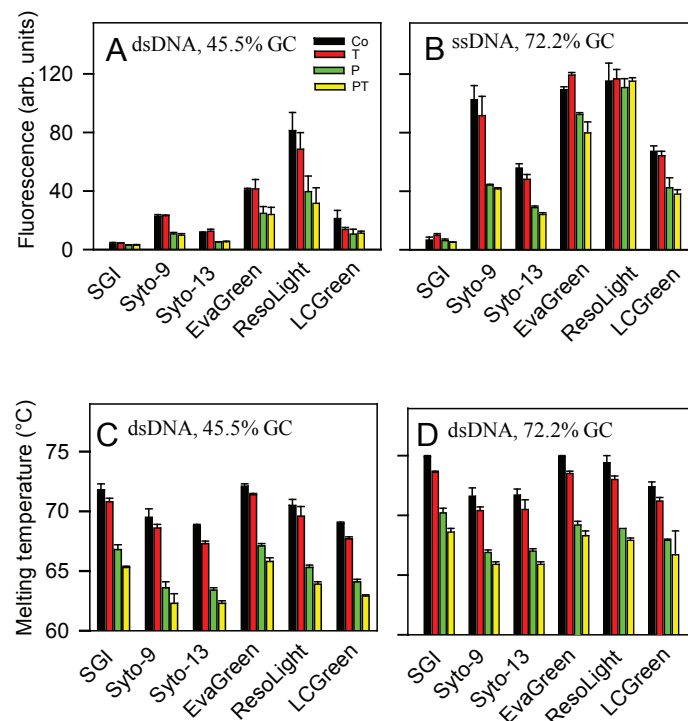 A dsDNA, 45.5% GC
Co
T
P
PT
Fluorescence (arb. units)
120
80
40
0
SGI
Syto-9
Syto-13
EvaGreen
ResoLight
LCGreen
B ssDNA, 72.2% GC
SGI
Syto-9
Syto-13
EvaGreen
ResoLight
LCGreen
C dsDNA, 45.5% GC
Melting temperature (°C)
75
70
65
60
SGI
Syto-9
Syto-13
EvaGreen
ResoLight
LCGreen
D dsDNA, 72.2% GC
SGI
Syto-9
Syto-13
EvaGreen
ResoLight
LCGreen